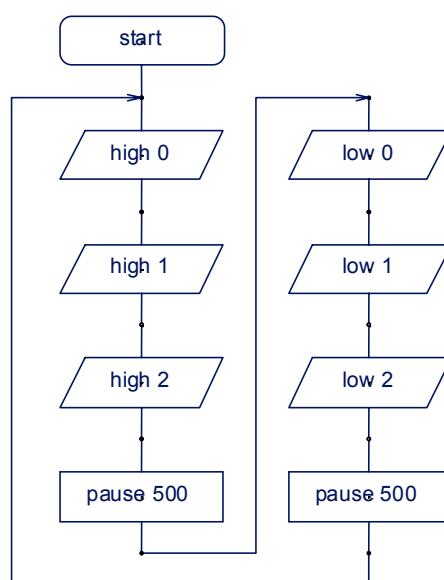 start
high 0
high 1
high 2
pause 500
low 0
low 1
low 2
pause 500